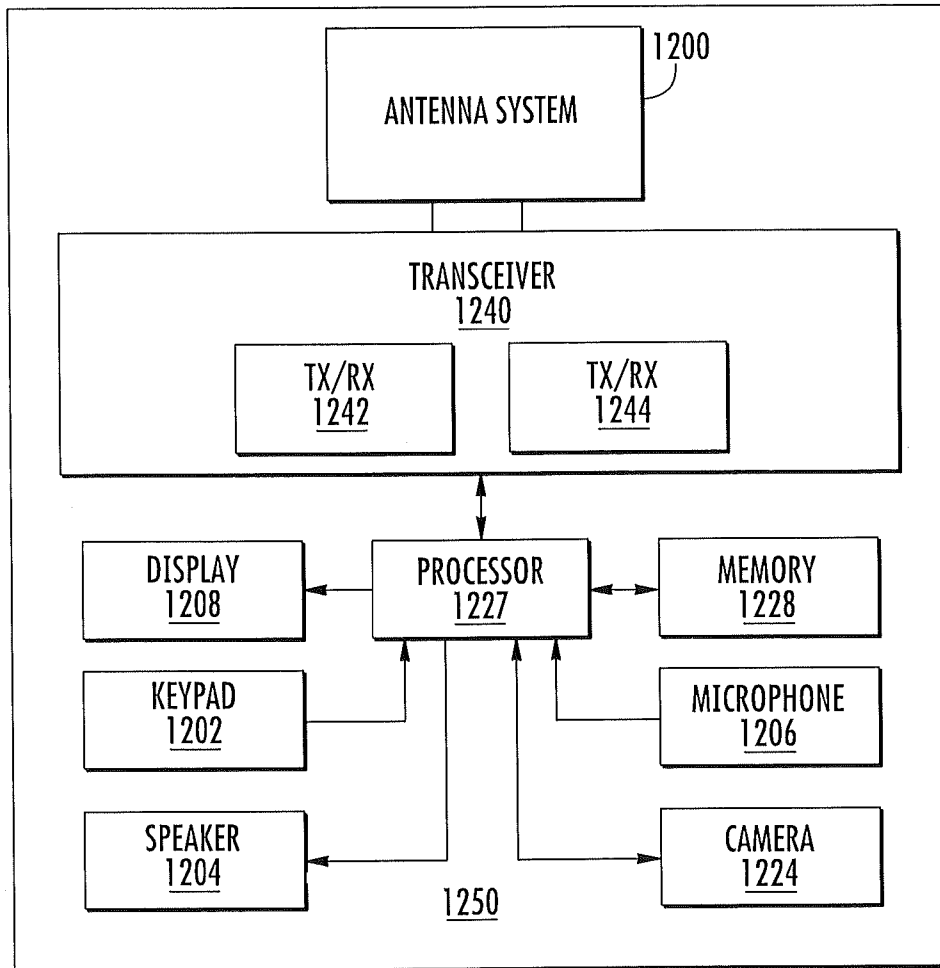 1200
ANTENNA SYSTEM
TRANSCEIVER
1240
TX/RX
1242
TX/RX
1244
DISPLAY
1208
PROCESSOR
1227
MEMORY
1228
KEYPAD
1202
MICROPHONE
1206
SPEAKER
1204
CAMERA
1224
1250